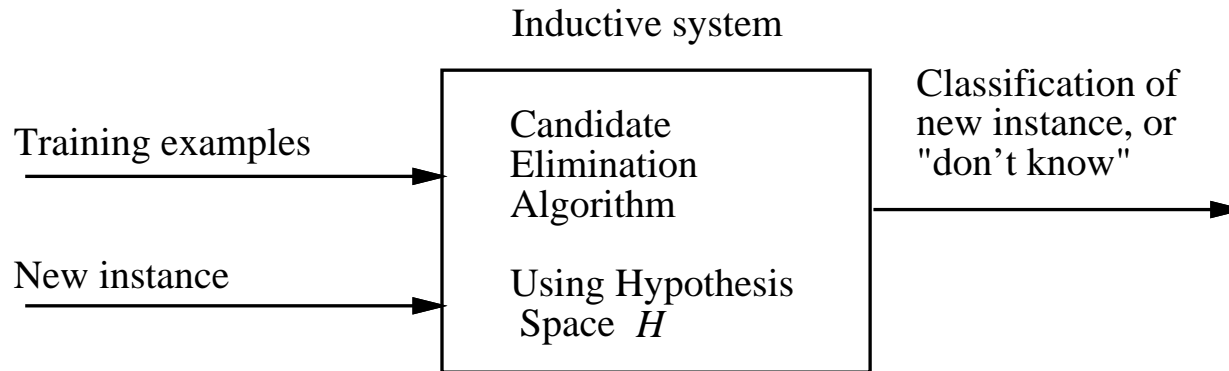 Inductive system
Training examples
New instance
Candidate
Elimination
Algorithm
Using Hypothesis
Space H
Classification of
new instance, or
"don’t know"